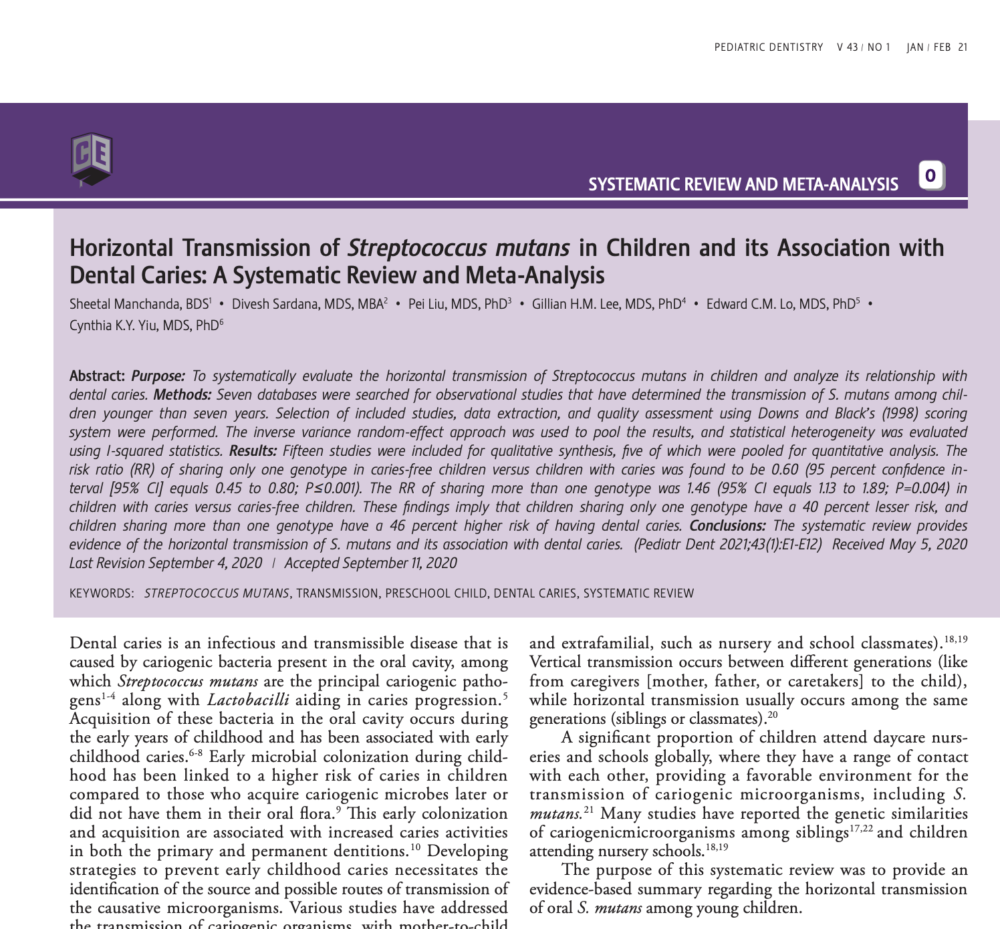 PEDIATRIC DENTISTRY V 43 / NO 1 JAN / FEB 21
CE
SYSTEMATIC REVIEW AND META-ANALYSIS O
Horizontal Transmission of Streptococcus mutans in Children and its Association with
Dental Caries: A Systematic Review and Meta-Analysis
Sheetal Manchanda, BDS1 • Divesh Sardana, MDS, MBA2 • Pei Liu, MDS, PhD3 • Gillian H.M. Lee, MDS, PhD4 • Edward C.M. Lo, MDS, PhD5 •
Cynthia K.Y. Yiu, MDS, PhD6
Abstract: Purpose: To systematically evaluate the horizontal transmission of Streptococcus mutans in children and analyze its relationship with
dental caries. Methods: Seven databases were searched for observational studies that have determined the transmission of S. mutans among chil-
dren younger than seven years. Selection of included studies, data extraction, and quality assessment using Downs and Black’s (1998) scoring
system were performed. The inverse variance random-effect approach was used to pool the results, and statistical heterogeneity was evaluated
using I-squared statistics. Results: Fifteen studies were included for qualitative synthesis, five of which were pooled for quantitative analysis. The
risk ratio (RR) of sharing only one genotype in caries-free children versus children with caries was found to be 0.60 (95 percent confidence in-
terval [95% CI] equals 0.45 to 0.80; P≤0.001). The RR of sharing more than one genotype was 1.46 (95% CI equals 1.13 to 1.89; P=0.004) in
children with caries versus caries-free children. These findings imply that children sharing only one genotype have a 40 percent lesser risk, and
children sharing more than one genotype have a 46 percent higher risk of having dental caries. Conclusions: The systematic review provides
evidence of the horizontal transmission of S. mutans and its association with dental caries. (Pediatr Dent 2021;43(1):E1-E12) Received May 5, 2020
Last Revision September 4, 2020 | Accepted September 11, 2020
KEYWORDS: STREPTOCOCCUS MUTANS, TRANSMISSION, PRESCHOOL CHILD, DENTAL CARIES, SYSTEMATIC REVIEW
Dental caries is an infectious and transmissible disease that is
caused by cariogenic bacteria present in the oral cavity, among
which Streptococcus mutans are the principal cariogenic patho-
gens1-4 along with Lactobacilli aiding in caries progression.5
Acquisition of these bacteria in the oral cavity occurs during
the early years of childhood and has been associated with early
childhood caries.6-8 Early microbial colonization during child-
hood has been linked to a higher risk of caries in children
compared to those who acquire cariogenic microbes later or
did not have them in their oral flora.9 This early colonization
and acquisition are associated with increased caries activities
in both the primary and permanent dentitions.10 Developing
strategies to prevent early childhood caries necessitates the
identification of the source and possible routes of transmission of
the causative microorganisms. Various studies have addressed
the transmission of cariogenic organisms, with mother-to-child
and extrafamilial, such as nursery and school classmates).18,19
Vertical transmission occurs between different generations (like
from caregivers [mother, father, or caretakers] to the child),
while horizontal transmission usually occurs among the same
generations (siblings or classmates).20
A significant proportion of children attend daycare nurs-
eries and schools globally, where they have a range of contact
with each other, providing a favorable environment for the
transmission of cariogenic microorganisms, including S.
mutans.21 Many studies have reported the genetic similarities
of cariogenicmicroorganisms among siblings17,22 and children
attending nursery schools.18,19
The purpose of this systematic review was to provide an
evidence-based summary regarding the horizontal transmission
of oral S. mutans among young children.